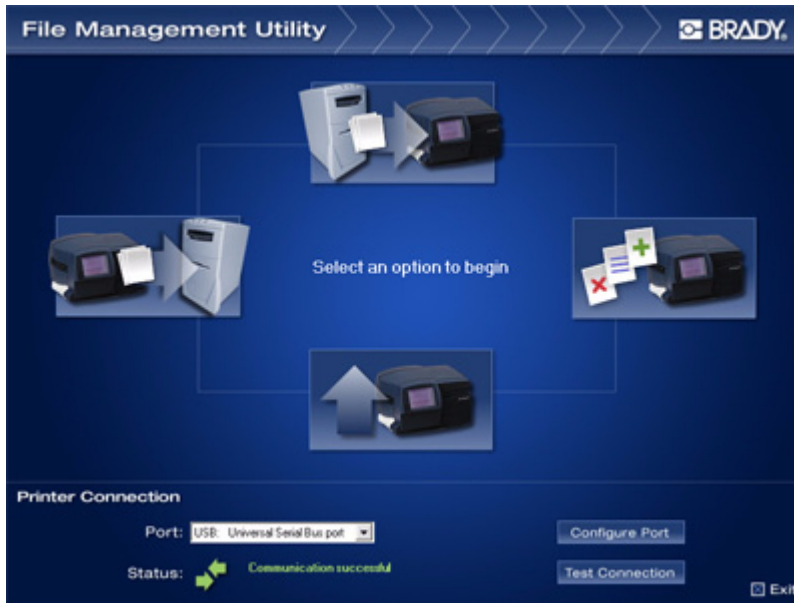 File Management Utility
BRADY.
Select an option to begin
Printer Connection
Port: USB: Universal Serial Bus port
Configure Port
Status: Communication successful
Test Connection
Exit